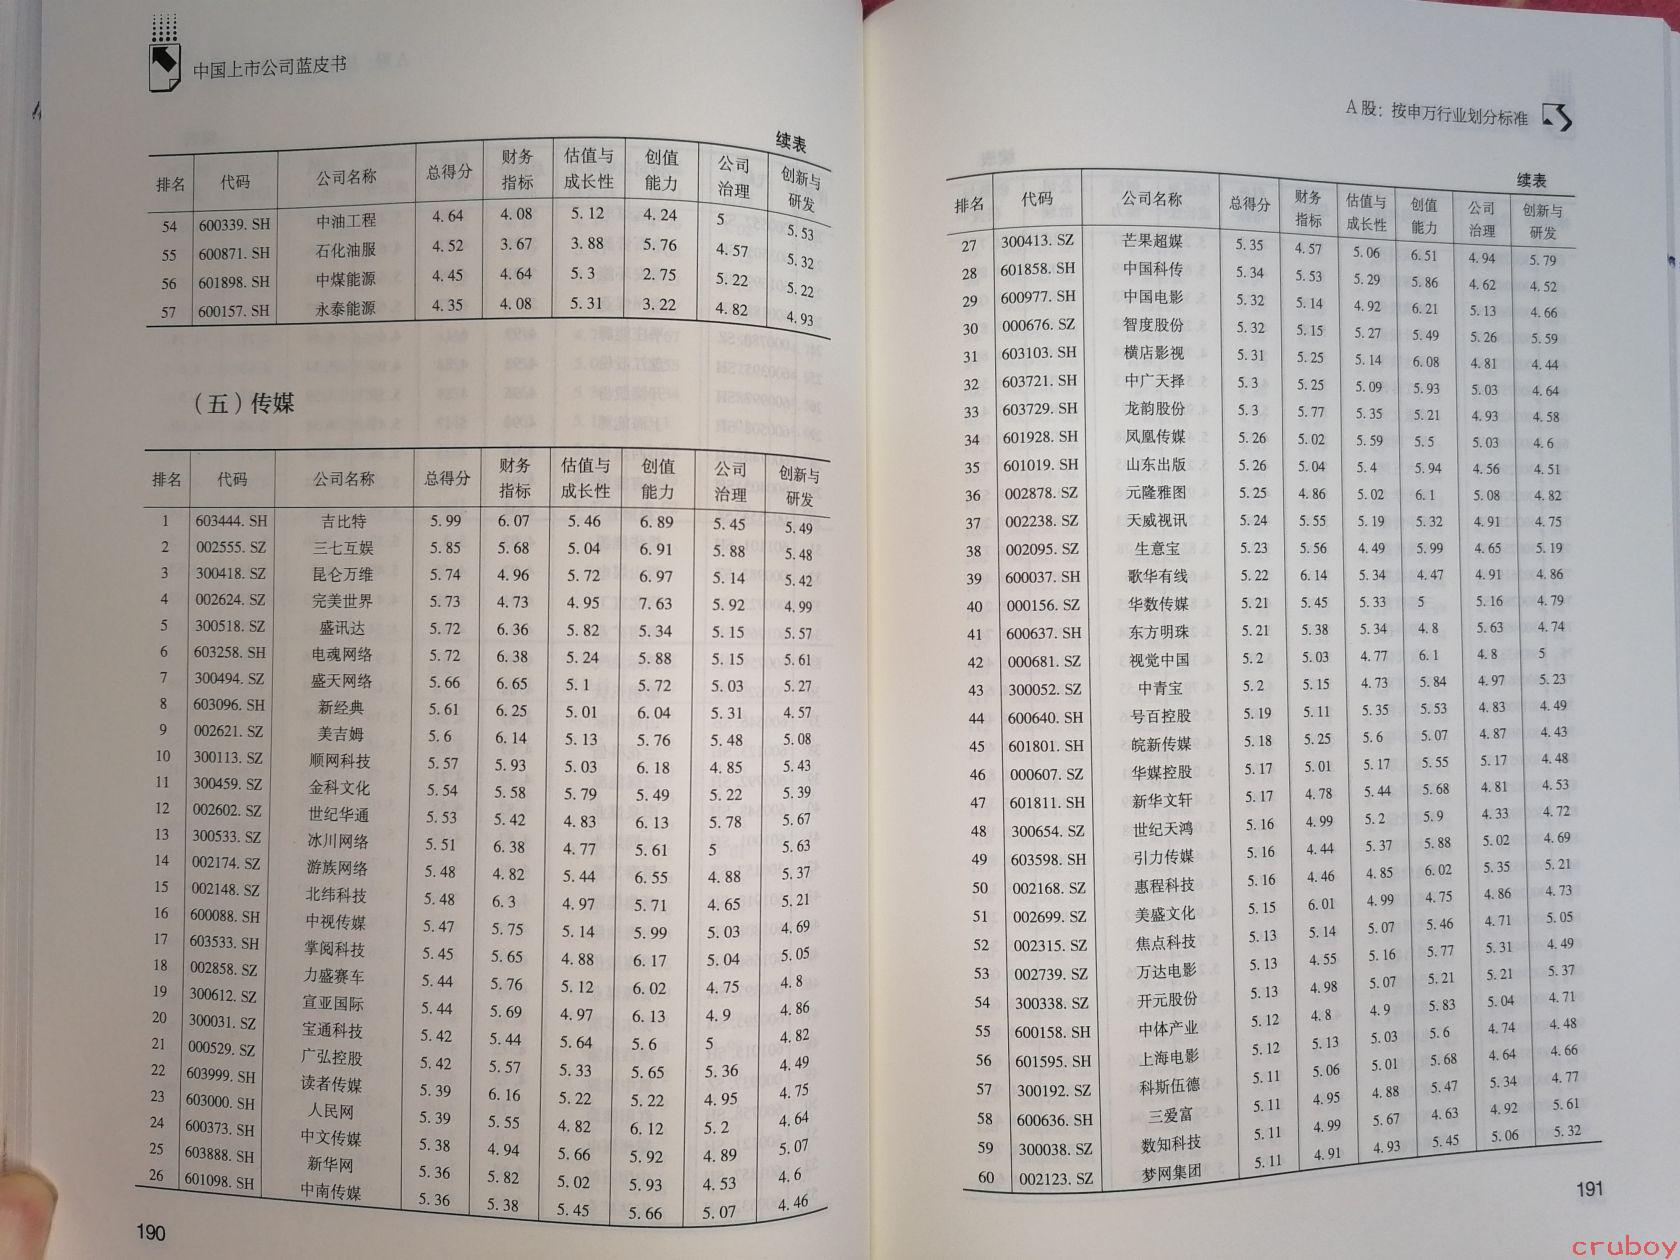 中国上市公司蓝皮书
续表
排名 代码 公司名称 总得分 财务指标 估值与成长性 创值能力 公司治理 创新与研发
54 600339. SH 中油工程 4. 64 4. 08 5. 12 4. 24 5 5. 53
55 600871. SH 石化油服 4. 52 3. 67 3. 88 5. 76 4. 57 5. 32
56 601898. SH 中煤能源 4. 45 4. 64 5. 3 2. 75 5. 22 5. 22
57 600157. SH 永泰能源 4. 35 4. 08 5. 31 3. 22 4. 82 4. 93
（五）传媒
排名 代码 公司名称 总得分 财务指标 估值与成长性 创值能力 公司治理 创新与研发
1 603444. SH 吉比特 5. 99 6. 07 5. 46 6. 89 5. 45 5. 49
2 002555. SZ 三七互娱 5. 85 5. 68 5. 04 6. 91 5. 88 5. 48
3 300418. SZ 昆仑万维 5. 74 4. 96 5. 72 6. 97 5. 14 5. 42
4 002624. SZ 完美世界 5. 73 4. 73 4. 95 7. 63 5. 92 4. 99
5 300518. SZ 盛讯达 5. 72 6. 36 5. 82 5. 34 5. 15 5. 57
6 603258. SH 电魂网络 5. 72 6. 38 5. 24 5. 88 5. 15 5. 61
7 300494. SZ 盛天网络 5. 66 6. 65 5. 1 5. 72 5. 03 5. 27
8 603096. SH 新经典 5. 61 6. 25 5. 01 6. 04 5. 31 4. 57
9 002621. SZ 美吉姆 5. 6 6. 14 5. 13 5. 76 5. 48 5. 08
10 300113. SZ 顺网科技 5. 57 5. 93 5. 03 6. 18 4. 85 5. 43
11 300459. SZ 金科文化 5. 54 5. 58 5. 79 5. 49 5. 22 5. 39
12 002602. SZ 世纪华通 5. 53 5. 42 4. 83 6. 13 5. 78 5. 67
13 300533. SZ 冰川网络 5. 51 6. 38 4. 77 5. 61 5 5. 63
14 002174. SZ 游族网络 5. 48 4. 82 5. 44 6. 55 4. 88 5. 37
15 002148. SZ 北纬科技 5. 48 6. 3 4. 97 5. 71 4. 65 5. 21
16 600088. SH 中视传媒 5. 47 5. 75 5. 14 5. 99 5. 03 4. 69
17 603533. SH 掌阅科技 5. 45 5. 65 4. 88 6. 17 5. 04 5. 05
18 002858. SZ 力盛赛车 5. 44 5. 76 5. 12 6. 02 4. 75 4. 8
19 300612. SZ 宣亚国际 5. 44 5. 69 4. 97 6. 13 4. 9 4. 86
20 300031. SZ 宝通科技 5. 42 5. 44 5. 64 5. 6 5 4. 82
21 000529. SZ 广弘控股 5. 42 5. 57 5. 33 5. 65 5. 36 4. 49
22 603999. SH 读者传媒 5. 39 6. 16 5. 22 5. 22 4. 95 4. 75
23 603000. SH 人民网 5. 39 5. 55 4. 82 6. 12 5. 2 4. 64
24 600373. SH 中文传媒 5. 38 4. 94 5. 66 5. 92 4. 89 5. 07
25 603888. SH 新华网 5. 36 5. 82 5. 02 5. 93 4. 53 4. 6
26 601098. SH 中南传媒 5. 36 5. 38 5. 45 5. 66 5. 07 4. 46
190
A 股：按申万行业划分标准
续表
排名 代码 公司名称 总得分 财务指标 估值与成长性 创值能力 公司治理 创新与研发
27 300413. SZ 芒果超媒 5. 35 4. 57 5. 06 6. 51 4. 94 5. 79
28 601858. SH 中国科传 5. 34 5. 53 5. 29 5. 86 4. 62 4. 52
29 600977. SH 中国电影 5. 32 5. 14 4. 92 6. 21 5. 13 4. 66
30 000676. SZ 智度股份 5. 32 5. 15 5. 27 5. 49 5. 26 5. 59
31 603103. SH 横店影视 5. 31 5. 25 5. 14 6. 08 4. 81 4. 44
32 603721. SH 中广天择 5. 3 5. 25 5. 09 5. 93 5. 03 4. 64
33 603729. SH 龙韵股份 5. 3 5. 77 5. 35 5. 21 4. 93 4. 58
34 601928. SH 凤凰传媒 5. 26 5. 02 5. 59 5. 5 5. 03 4. 6
35 601019. SH 山东出版 5. 26 5. 04 5. 4 5. 94 4. 56 4. 51
36 002878. SZ 元隆雅图 5. 25 4. 86 5. 02 6. 1 5. 08 4. 82
37 002238. SZ 天威视讯 5. 24 5. 55 5. 19 5. 32 4. 91 4. 75
38 002095. SZ 生意宝 5. 23 5. 56 4. 49 5. 99 4. 65 5. 19
39 600037. SH 歌华有线 5. 22 6. 14 5. 34 4. 47 4. 91 4. 86
40 000156. SZ 华数传媒 5. 21 5. 45 5. 33 5 5. 16 4. 79
41 600637. SH 东方明珠 5. 21 5. 38 5. 34 4. 8 5. 63 4. 74
42 000681. SZ 视觉中国 5. 2 5. 03 4. 77 6. 1 4. 8 5
43 300052. SZ 中青宝 5. 2 5. 15 4. 73 5. 84 4. 97 5. 23
44 600640. SH 号百控股 5. 19 5. 11 5. 35 5. 53 4. 83 4. 49
45 601801. SH 皖新传媒 5. 18 5. 25 5. 6 5. 07 4. 87 4. 43
46 000607. SZ 华媒控股 5. 17 5. 01 5. 17 5. 55 5. 17 4. 48
47 601811. SH 新华文轩 5. 17 4. 78 5. 44 5. 68 4. 81 4. 53
48 300654. SZ 世纪天鸿 5. 16 4. 99 5. 2 5. 9 4. 33 4. 72
49 603598. SH 引力传媒 5. 16 4. 44 5. 37 5. 88 5. 02 4. 69
50 002168. SZ 惠程科技 5. 16 4. 46 4. 85 6. 02 5. 35 5. 21
51 002699. SZ 美盛文化 5. 15 6. 01 4. 99 4. 75 4. 86 4. 73
52 002315. SZ 焦点科技 5. 13 5. 14 5. 07 5. 46 4. 71 5. 05
53 002739. SZ 万达电影 5. 13 4. 55 5. 16 5. 77 5. 31 4. 49
54 300338. SZ 开元股份 5. 13 4. 98 5. 07 5. 21 5. 21 5. 37
55 600158. SH 中体产业 5. 12 4. 8 4. 9 5. 83 5. 04 4. 71
56 601595. SH 上海电影 5. 12 5. 13 5. 03 5. 6 4. 74 4. 48
57 300192. SZ 科斯伍德 5. 11 5. 06 5. 01 5. 68 4. 64 4. 66
58 600636. SH 三爱富 5. 11 4. 95 4. 88 5. 47 5. 34 4. 77
59 300038. SZ 数知科技 5. 11 4. 99 5. 67 4. 63 4. 92 5. 61
60 002123. SZ 梦网集团 5. 11 4. 91 4. 93 5. 45 5. 06 5. 32
191
cruboy